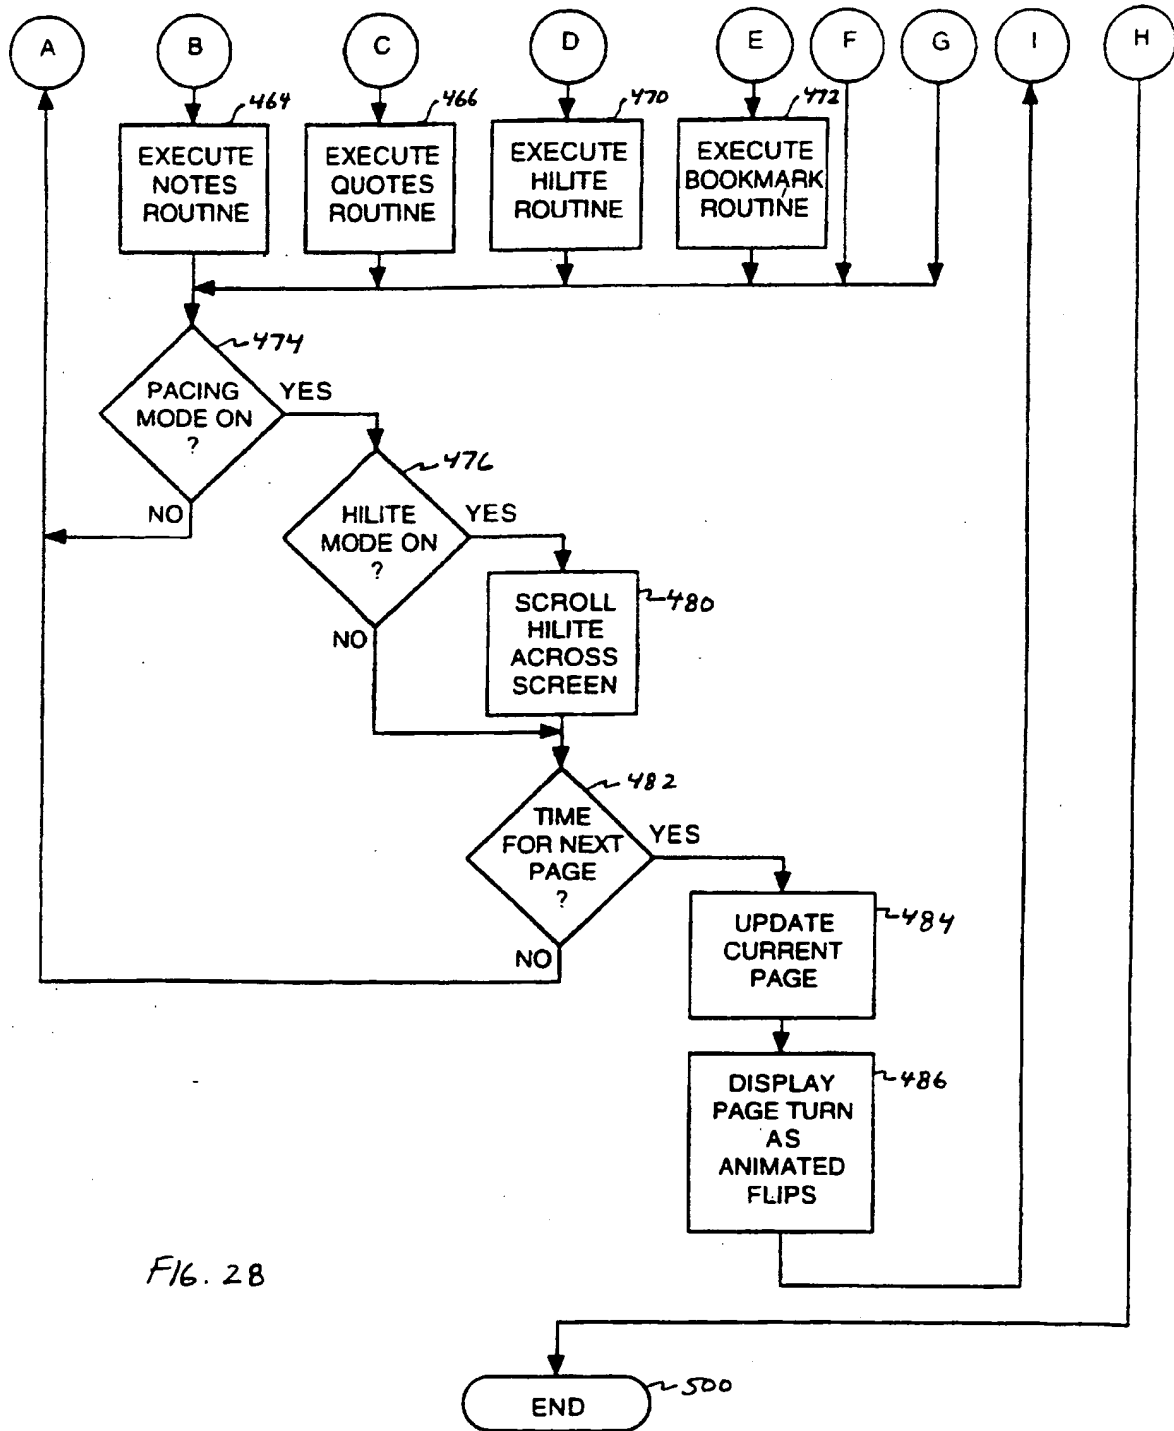 A B C D E F G I H
464 466 470 472
EXECUTE
NOTES
ROUTINE
EXECUTE
QUOTES
ROUTINE
EXECUTE
HILITE
ROUTINE
EXECUTE
BOOKMARK
ROUTINE
474
PACING
MODE ON
?
YES
NO
476
HILITE
MODE ON
?
YES
NO
480
SCROLL
HILITE
ACROSS
SCREEN
482
TIME
FOR NEXT
PAGE
?
YES
NO
484
UPDATE
CURRENT
PAGE
486
DISPLAY
PAGE TURN
AS
ANIMATED
FLIPS
FIG. 28
END
500